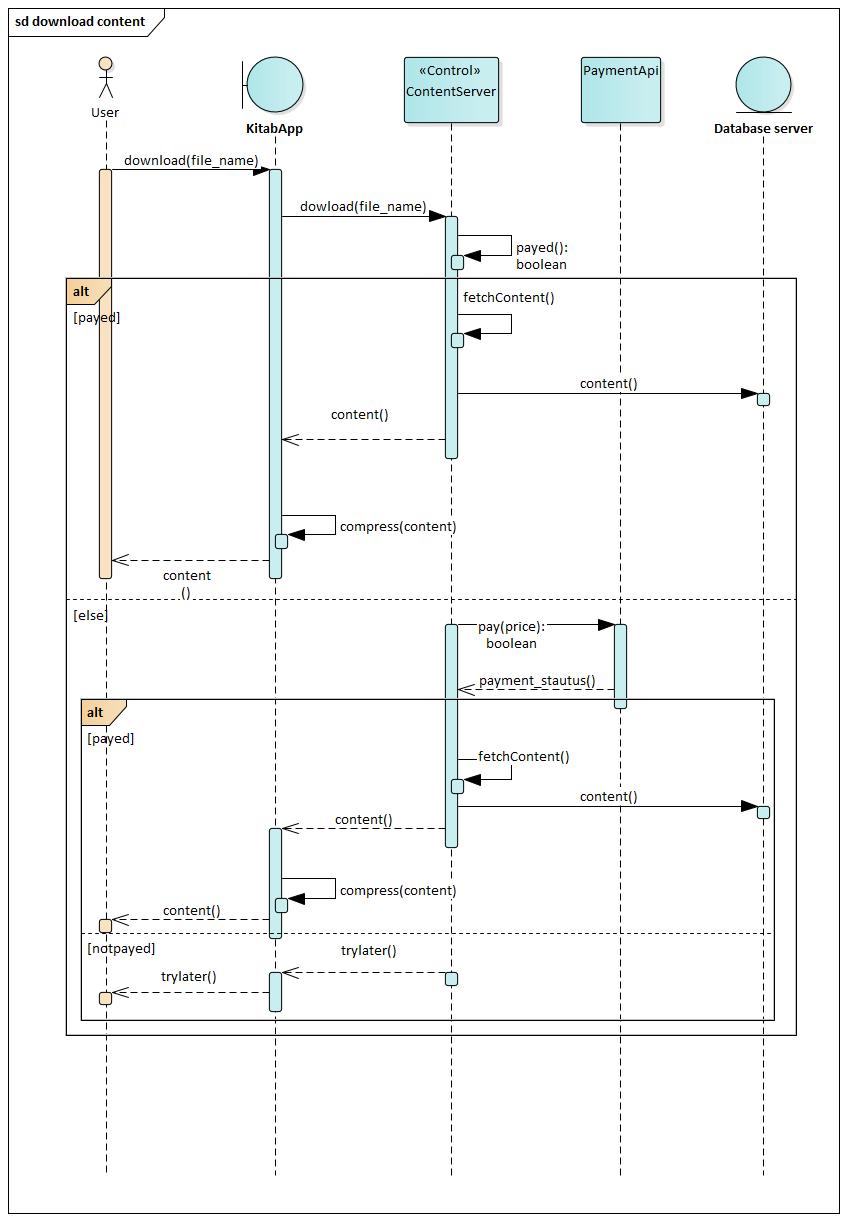 sd download content
User
KitabApp
«Control»
ContentServer
PaymentApi
Database server
download(file_name)
dowload(file_name)
payed():
boolean
alt
[payed]
fetchContent()
content()
content()
compress(content)
content
()
[else]
pay(price):
boolean
payment_stautus()
alt
[payed]
fetchContent()
content()
content()
compress(content)
content()
[notpayed]
trylater()
trylater()